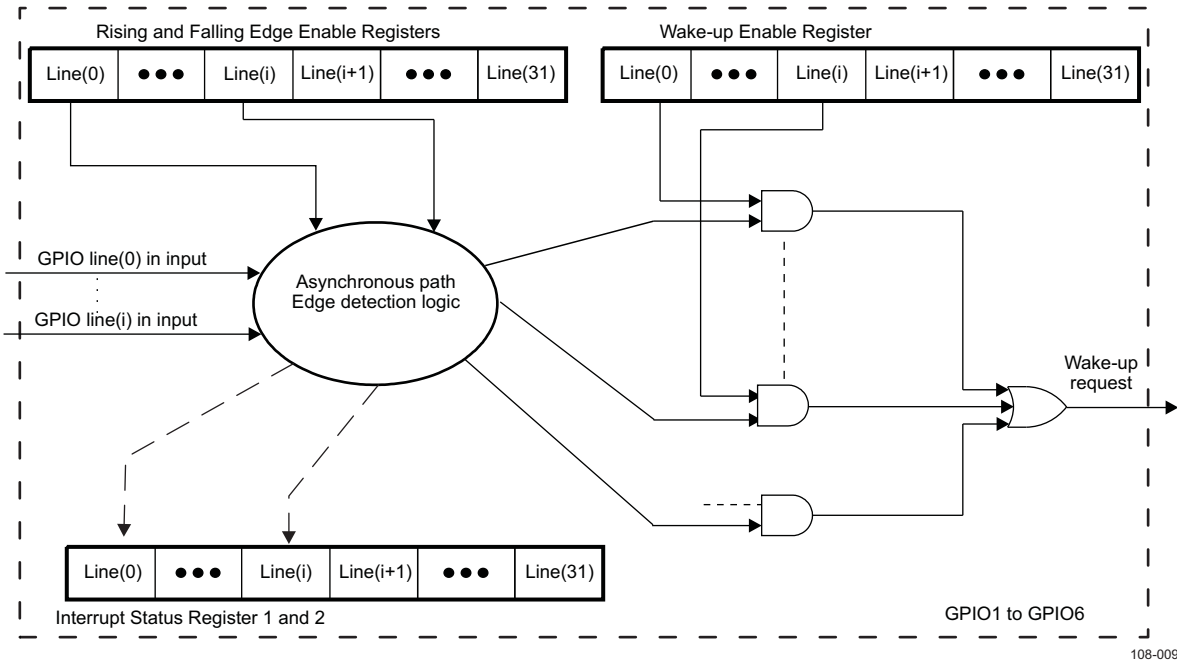 Rising and Falling Edge Enable Registers
Wake-up Enable Register
Line(0) ●●● Line(i) Line(i+1) ●●● Line(31)
Line(0) ●●● Line(i) Line(i+1) ●●● Line(31)
GPIO line(0) in input
GPIO line(i) in input
Asynchronous path
Edge detection logic
Wake-up
request
Line(0) ●●● Line(i) Line(i+1) ●●● Line(31)
Interrupt Status Register 1 and 2
GPIO1 to GPIO6
108-009